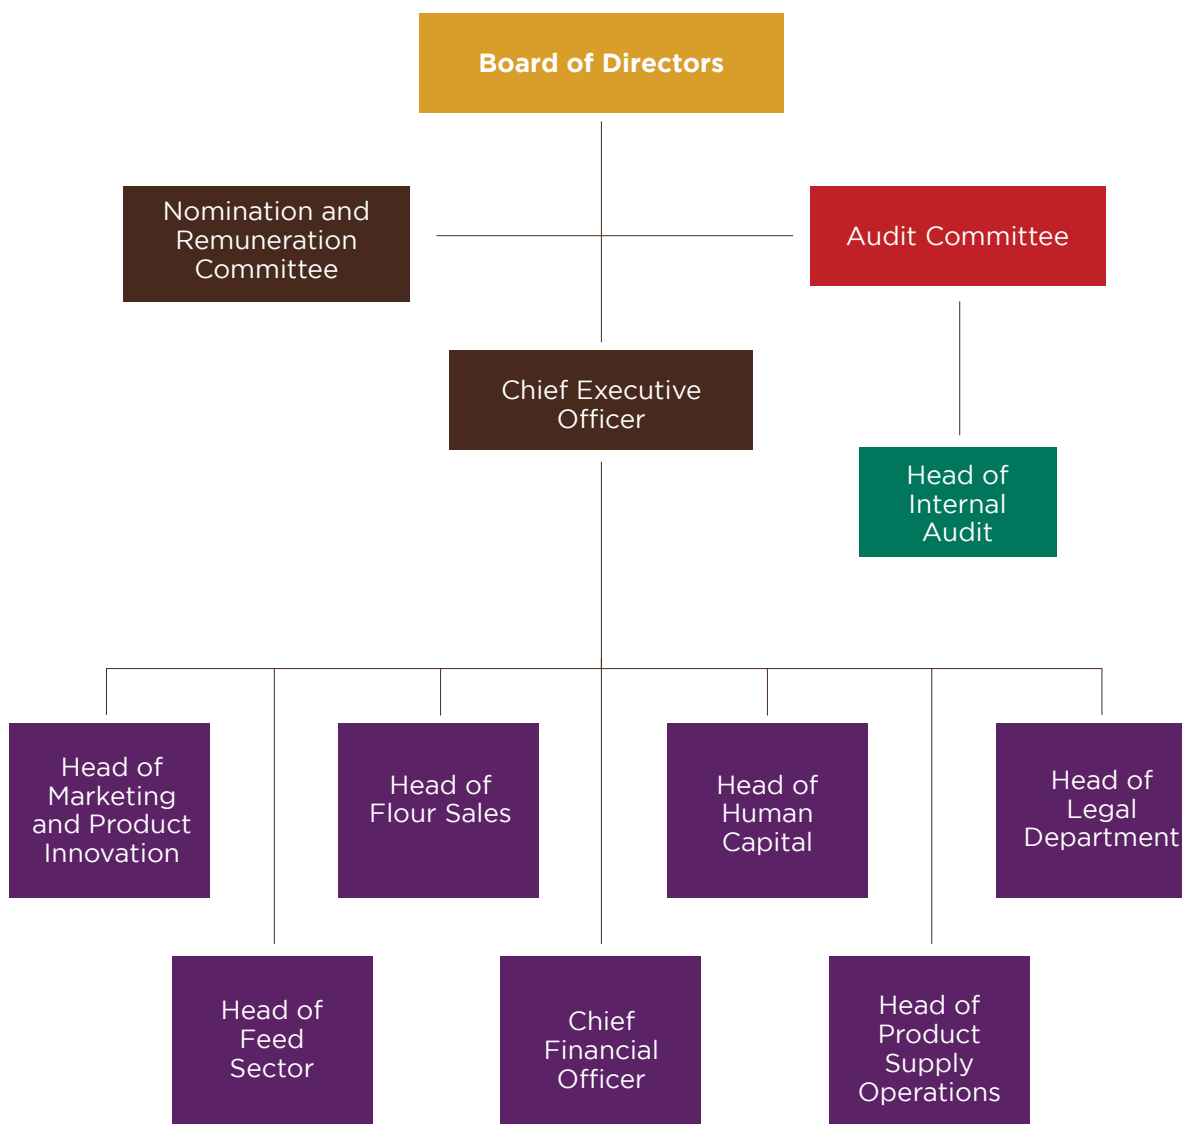 Board of Directors
Nomination and
Remuneration
Committee
Audit Committee
Chief Executive
Officer
Head of
Internal
Audit
Head of
Marketing
and Product
Innovation
Head of
Flour Sales
Head of
Human
Capital
Head of
Legal
Department
Head of
Feed
Sector
Chief
Financial
Officer
Head of
Product
Supply
Operations